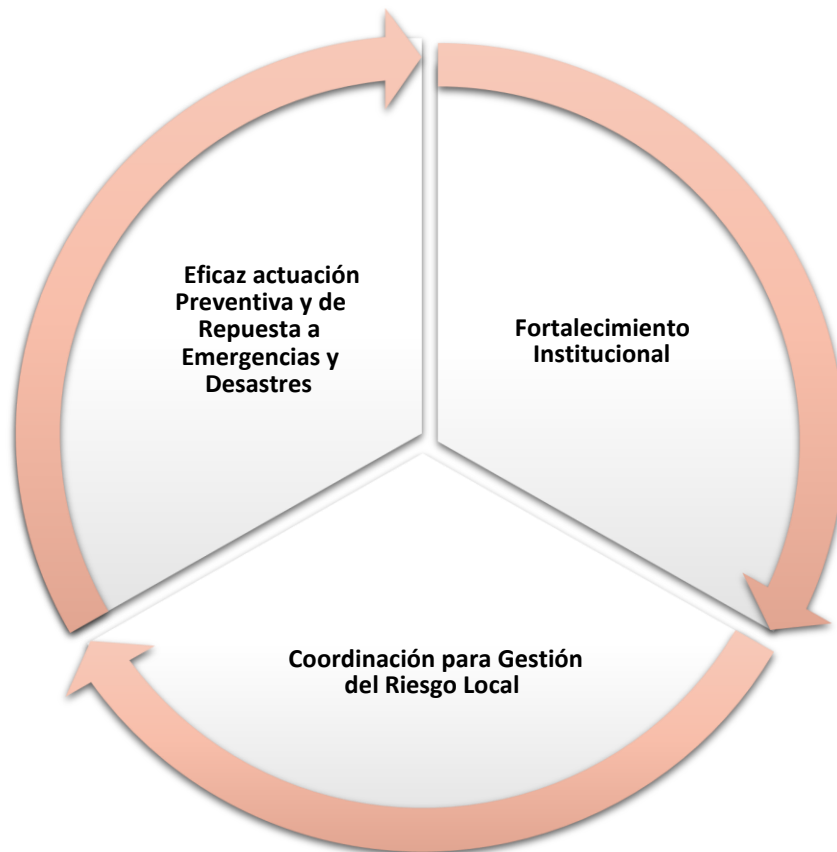 Eficaz actuación
Preventiva y de
Repuesta a
Emergencias y
Desastres
Fortalecimiento
Institucional
Coordinación para Gestión
del Riesgo Local